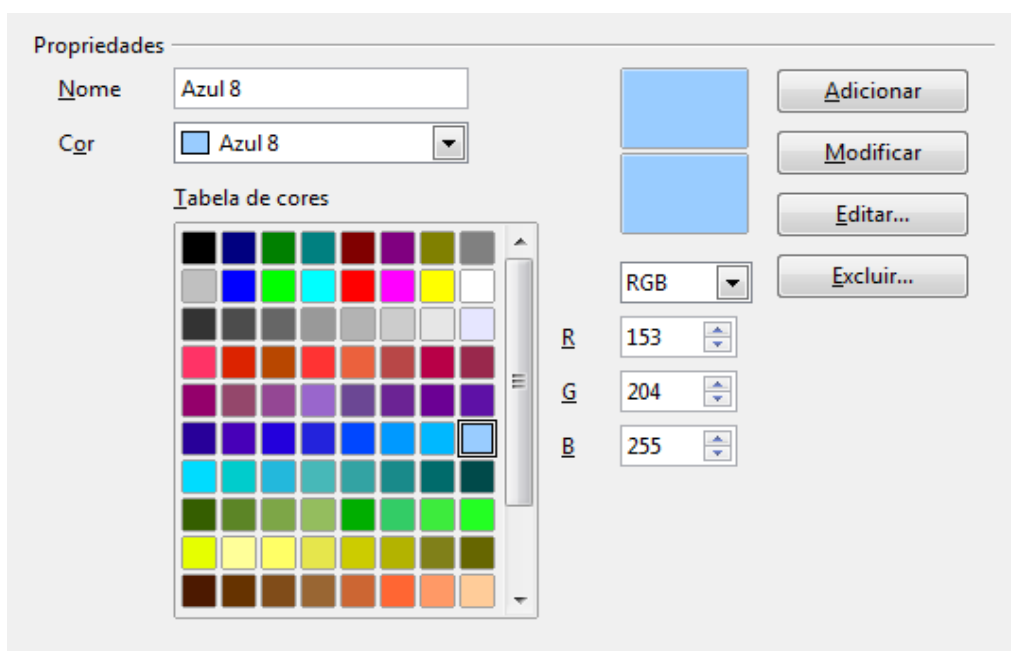 Propriedades
Nome
Azul 8
Adicionar
Cor
Azul 8
Modificar
Tabela de cores
Editar...
RGB
Excluir...
R
153
G
204
B
255